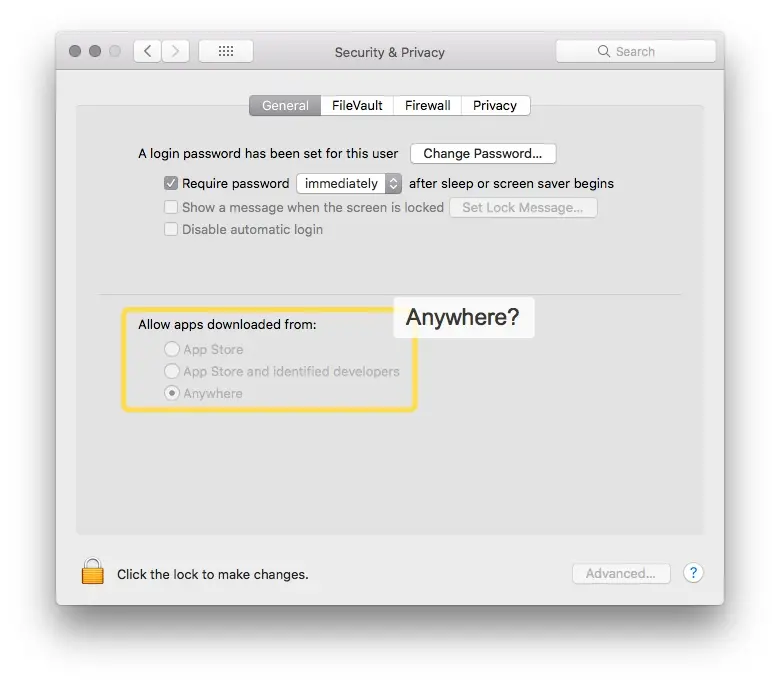 Security & Privacy
Search
General FileVault Firewall Privacy
A login password has been set for this user Change Password...
Require password immediately after sleep or screen saver begins
Show a message when the screen is locked Set Lock Message...
Disable automatic login
Anywhere?
Allow apps downloaded from:
App Store
App Store and identified developers
Anywhere
Click the lock to make changes.
Advanced...
?